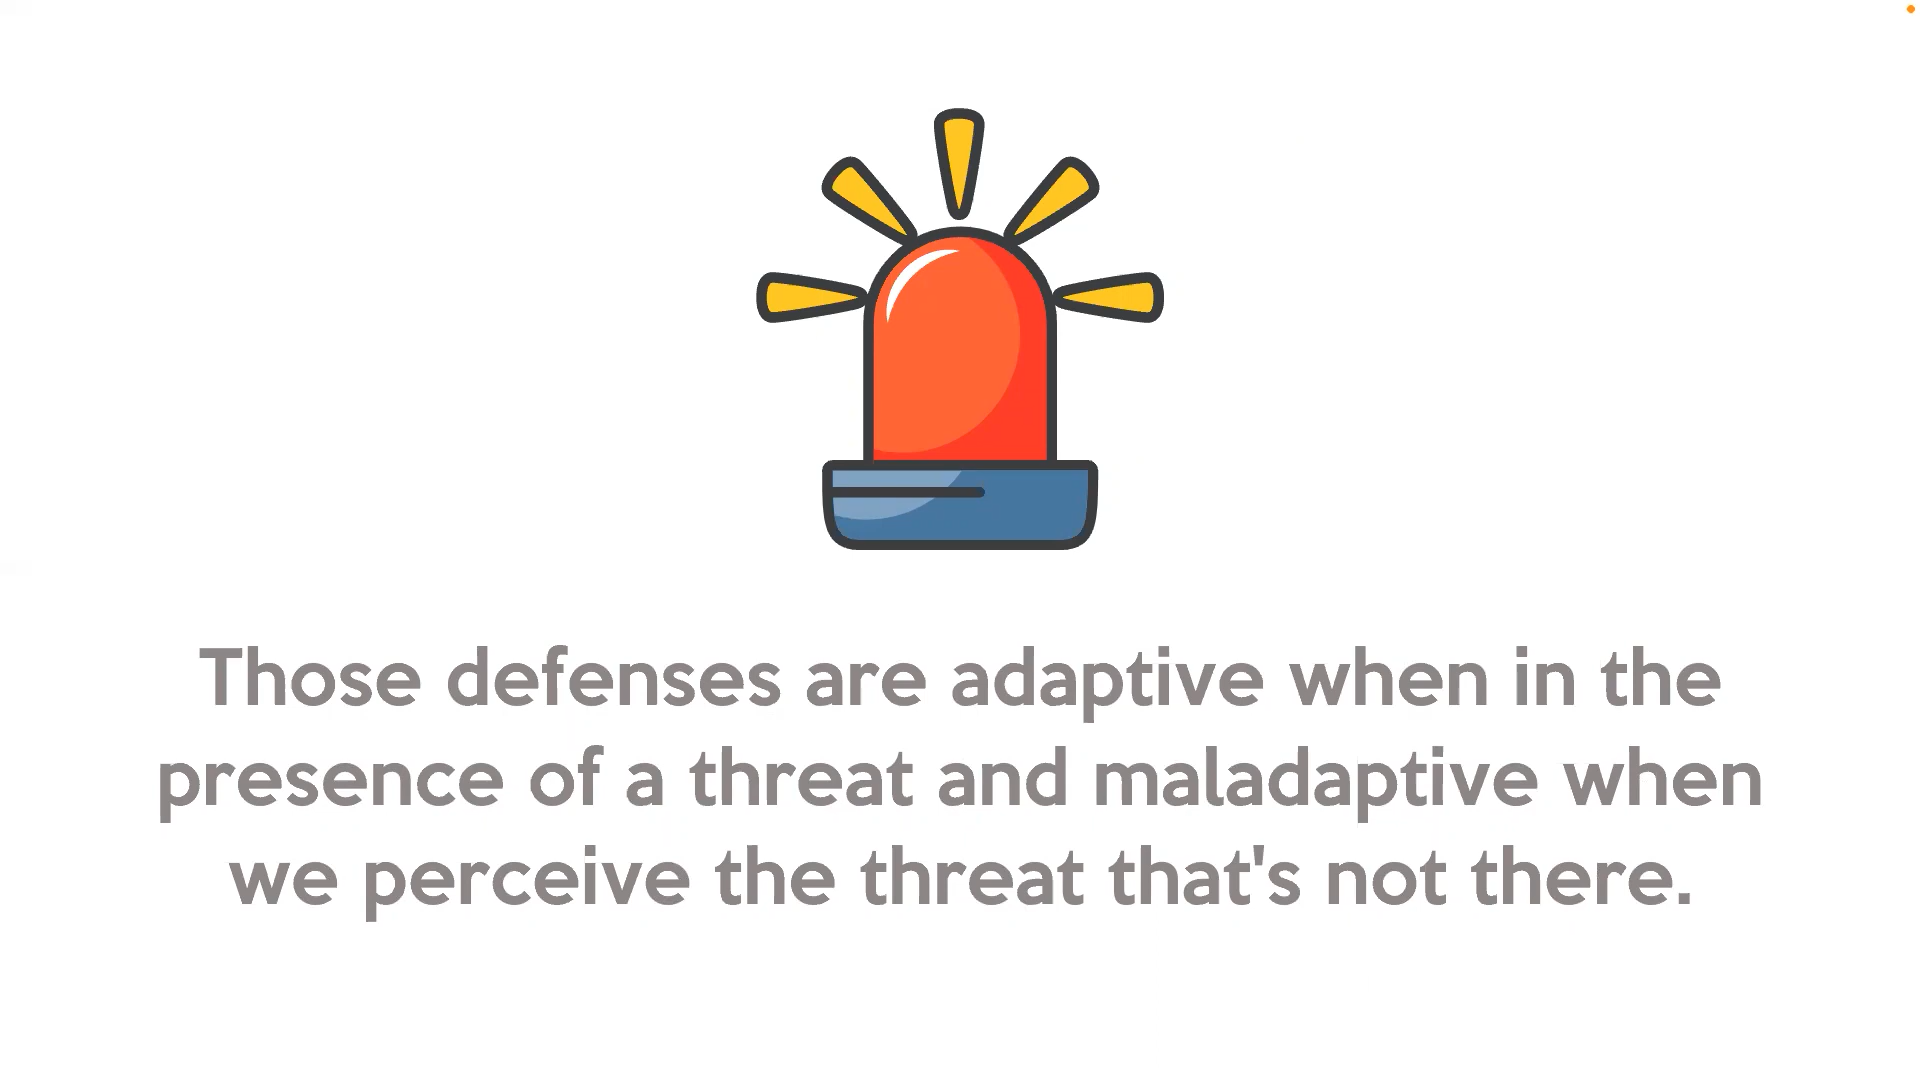 Those defenses are adaptive when in the
presence of a threat and maladaptive when
we perceive the threat that's not there.